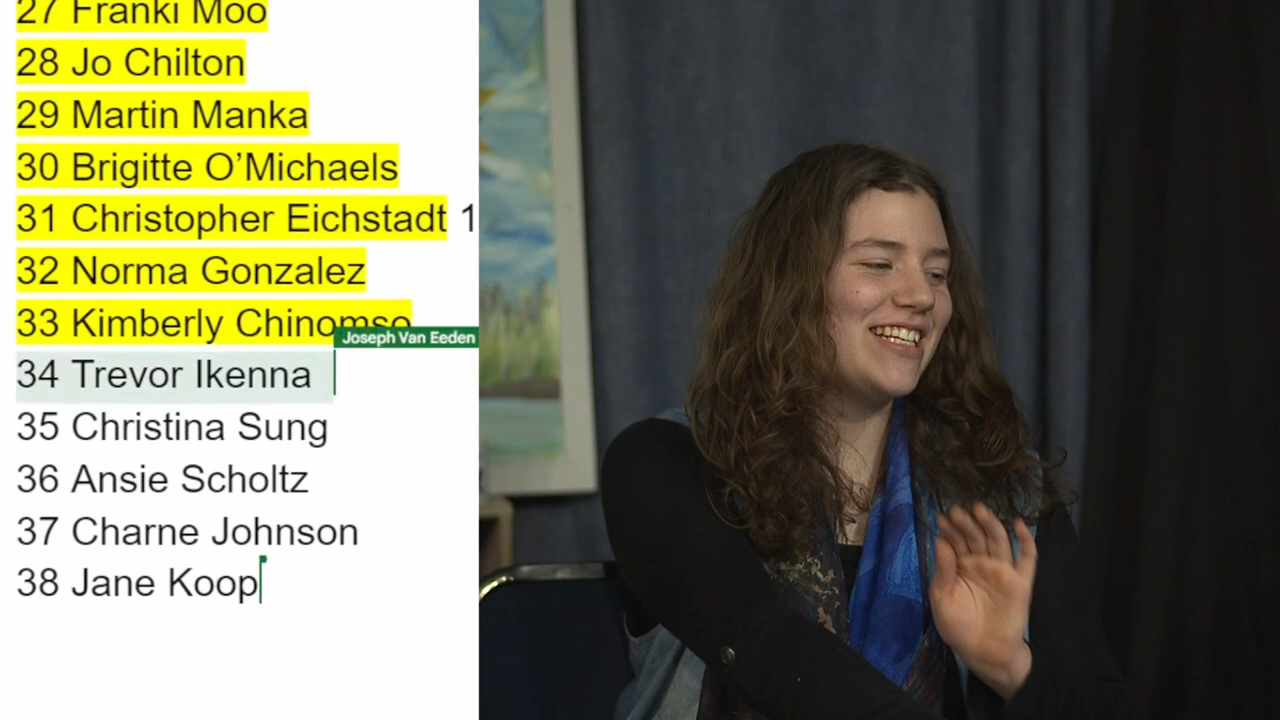 27 Franki Moo
28 Jo Chilton
29 Martin Manka
30 Brigitte O’Michaels
31 Christopher Eichstadt 1
32 Norma Gonzalez
33 Kimberly Chinomso
Joseph Van Eeden
34 Trevor Ikenna
35 Christina Sung
36 Ansie Scholtz
37 Charne Johnson
38 Jane Koop